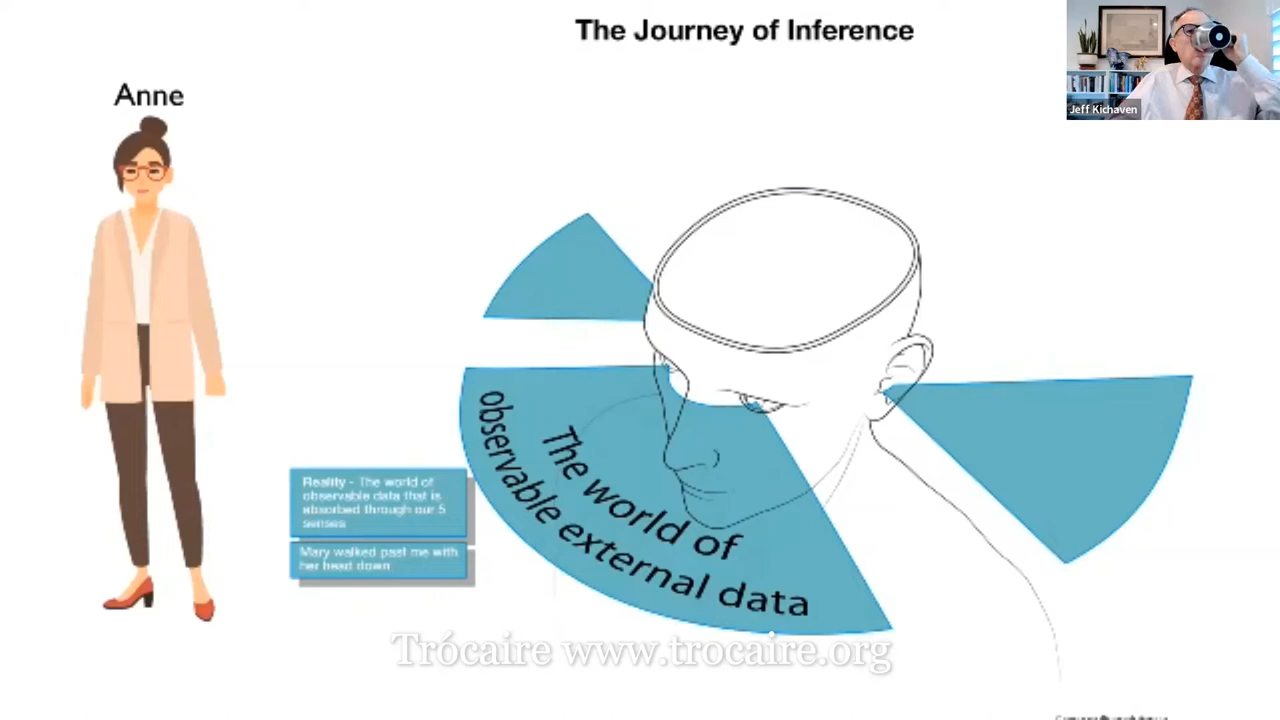 The Journey of Inference
Jeff Kichaven
Anne
The world of
observable external data
Reality - The world of
observable data that is
absorbed through our 5
senses
Mary walked past me with
her head down
Trócaire www.trocaire.org